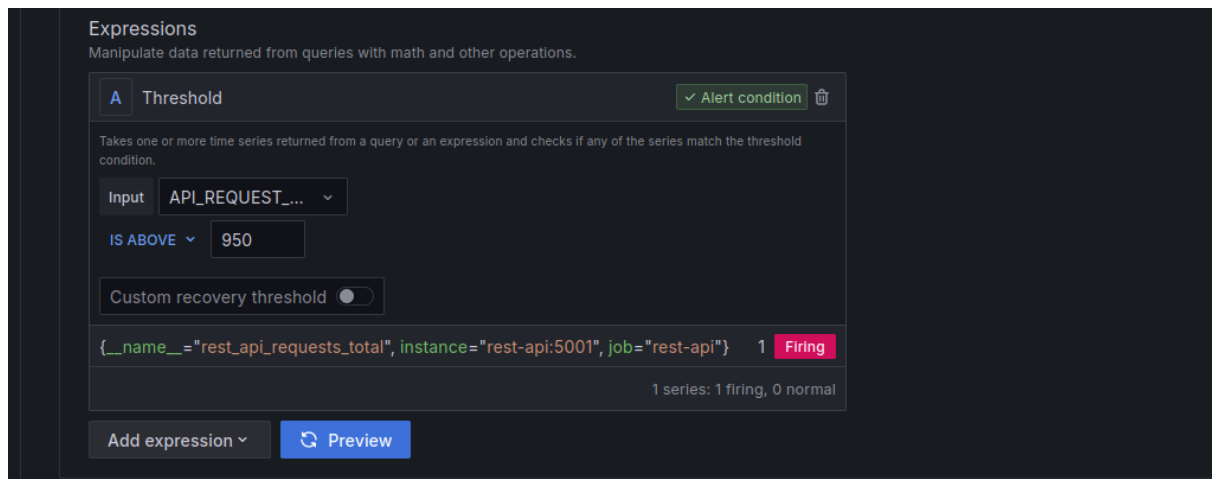 Expressions
Manipulate data returned from queries with math and other operations.
A Threshold Alert condition
Takes one or more time series returned from a query or an expression and checks if any of the series match the threshold
condition.
Input API_REQUEST_...
IS ABOVE 950
Custom recovery threshold
{__name__="rest_api_requests_total", instance="rest-api:5001", job="rest-api"} 1 Firing
1 series: 1 firing, 0 normal
Add expression Preview